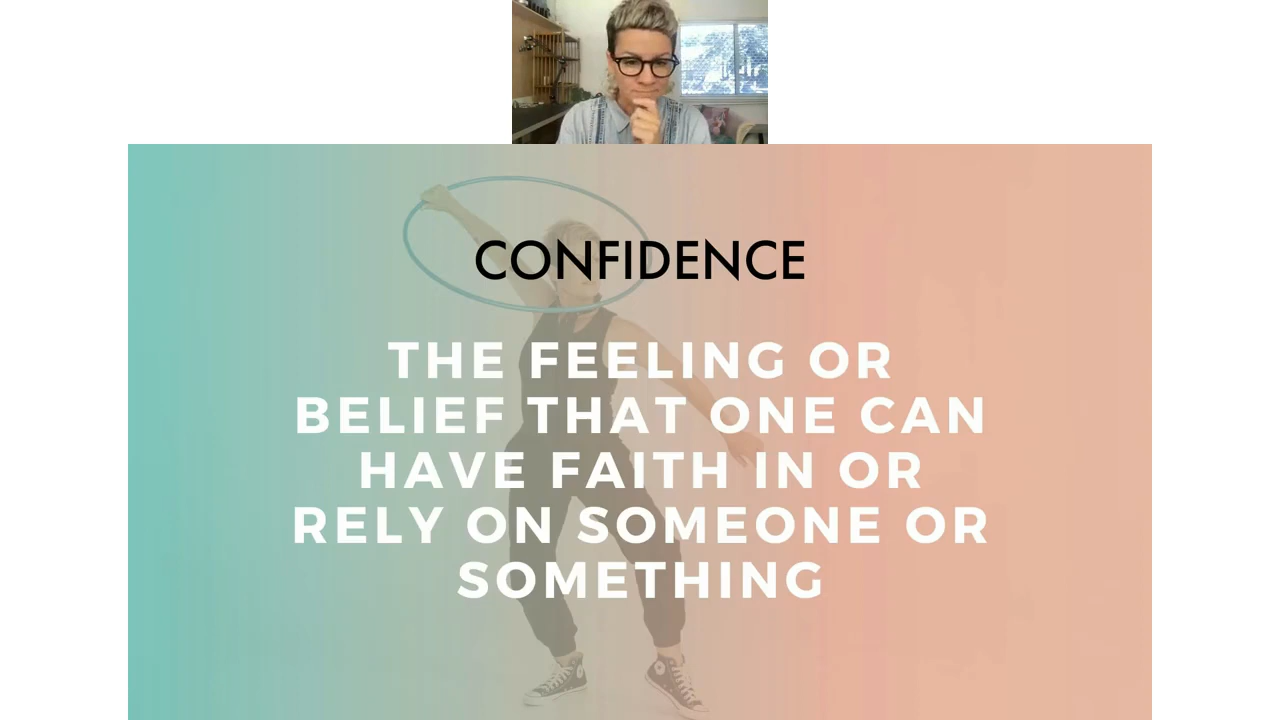 CONFIDENCE
THE FEELING OR
BELIEF THAT ONE CAN
HAVE FAITH IN OR
RELY ON SOMEONE OR
SOMETHING